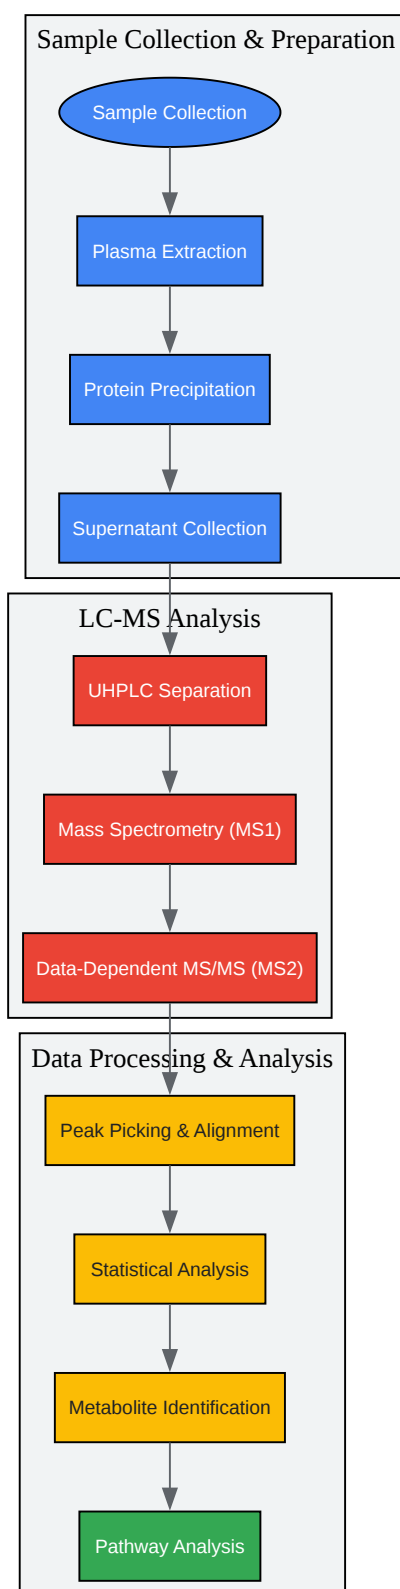 Sample Collection & Preparation
Sample Collection
Plasma Extraction
Protein Precipitation
Supernatant Collection
LC-MS Analysis
UHPLC Separation
Mass Spectrometry (MS1)
Data-Dependent MS/MS (MS2)
Data Processing & Analysis
Peak Picking & Alignment
Statistical Analysis
Metabolite Identification
Pathway Analysis